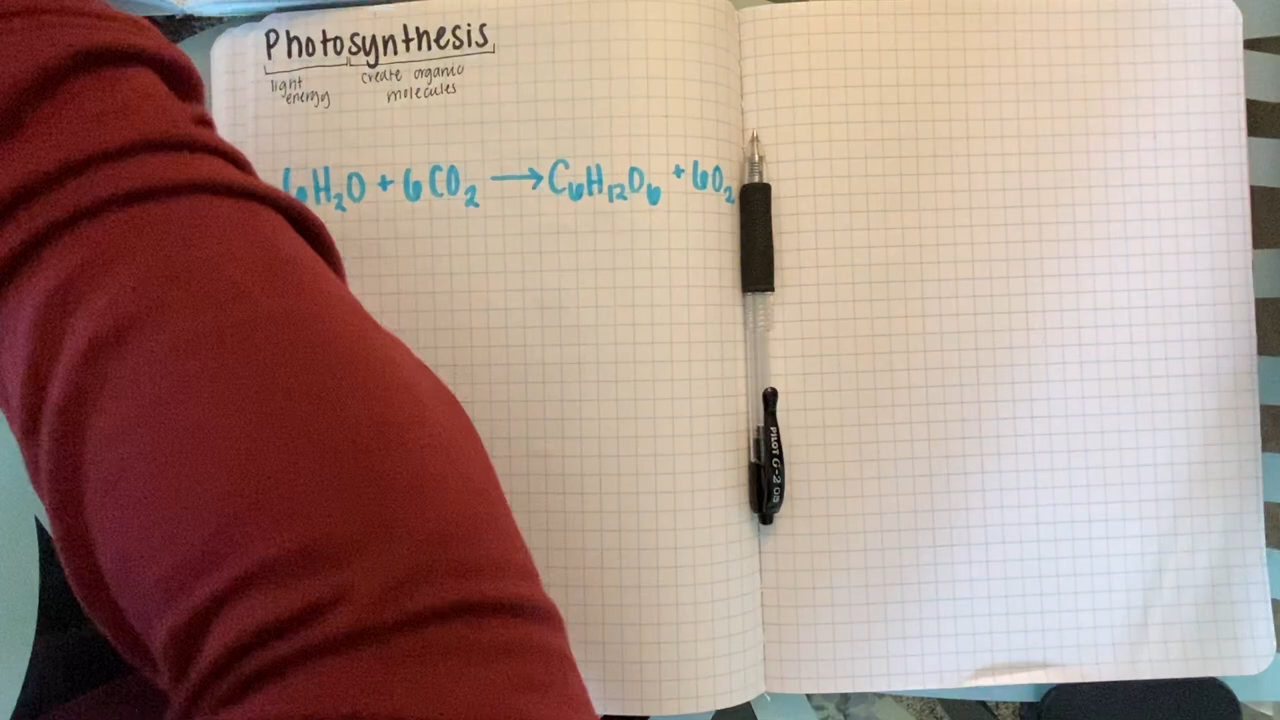 Photosynthesis
light energy
create organic molecules
6H₂O + 6CO₂ → C₆H₁₂O₆ + 6O₂
PILOT G-2 05